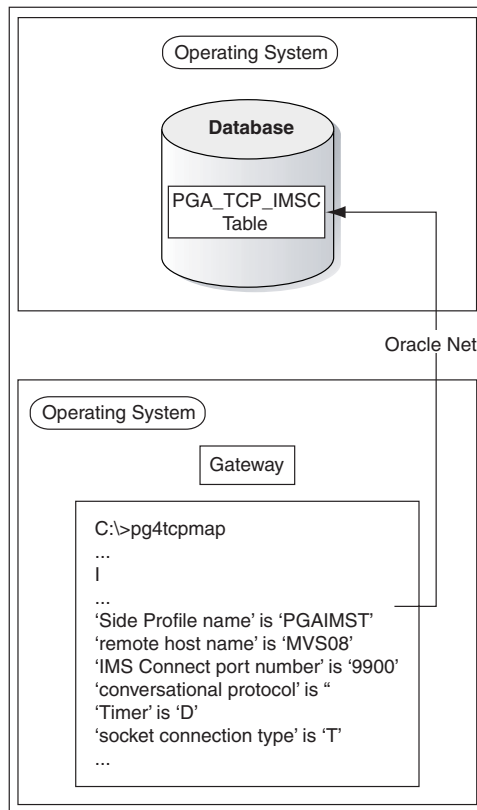 Operating System
Database
PGA_TCP_IMSC
Table
Oracle Net
Operating System
Gateway
C:\>pg4tcpmap
...
I
...
‘Side Profile name’ is ‘PGAIMST’
‘remote host name’ is ‘MVS08’
‘IMS Connect port number’ is ‘9900’
‘conversational protocol’ is “
‘Timer’ is ‘D’
‘socket connection type’ is ‘T’
...